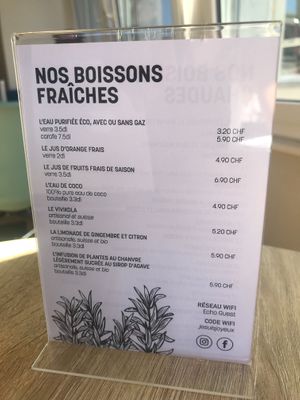 NOS BOISSONS
FRAÎCHES
L'EAU PURIFIÉE ÉCO, AVEC OU SANS GAZ
verre 3.5dl 3.20 CHF
carafe 7.5dl 5.90 CHF
LE JUS D'ORANGE FRAIS
verre 2dl 4.90 CHF
LE JUS DE FRUITS FRAIS DE SAISON
verre 3.5dl 6.90 CHF
L'EAU DE COCO
100% pure eau de coco
bouteille 3.3dl 4.90 CHF
LE VIVIKOLA
artisanal et suisse
bouteille 3.3dl 5.20 CHF
LA LIMONADE DE GINGEMBRE ET CITRON
artisanale, suisse et bio
bouteille 3.3dl 5.90 CHF
L'INFUSION DE PLANTES AU CHANVRE
LÉGÈREMENT SUCRÉE AU SIROP D'AGAVE
artisanale, suisse et bio
bouteille 3.3dl 5.90 CHF
RÉSEAU WIFI
Echo Guest
CODE WIFI
jesuisjoyeux